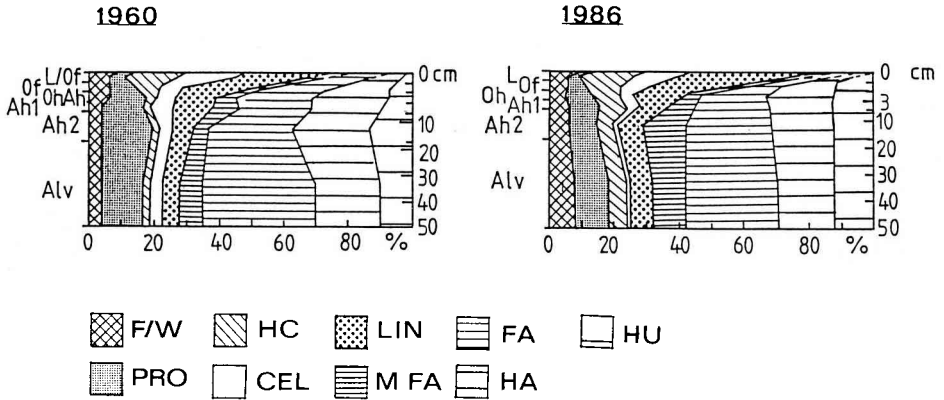 1960
L/Of
Of
OhAh
Ah1
Ah2
Alv
0 cm
10
20
30
40
50
0 20 40 60 80 %
1986
L
Of
Oh
Ah1
Ah2
Alv
0 cm
3
10
20
30
40
50
0 20 40 60 80 %
F/W HC LIN FA HU
PRO CEL M FA HA